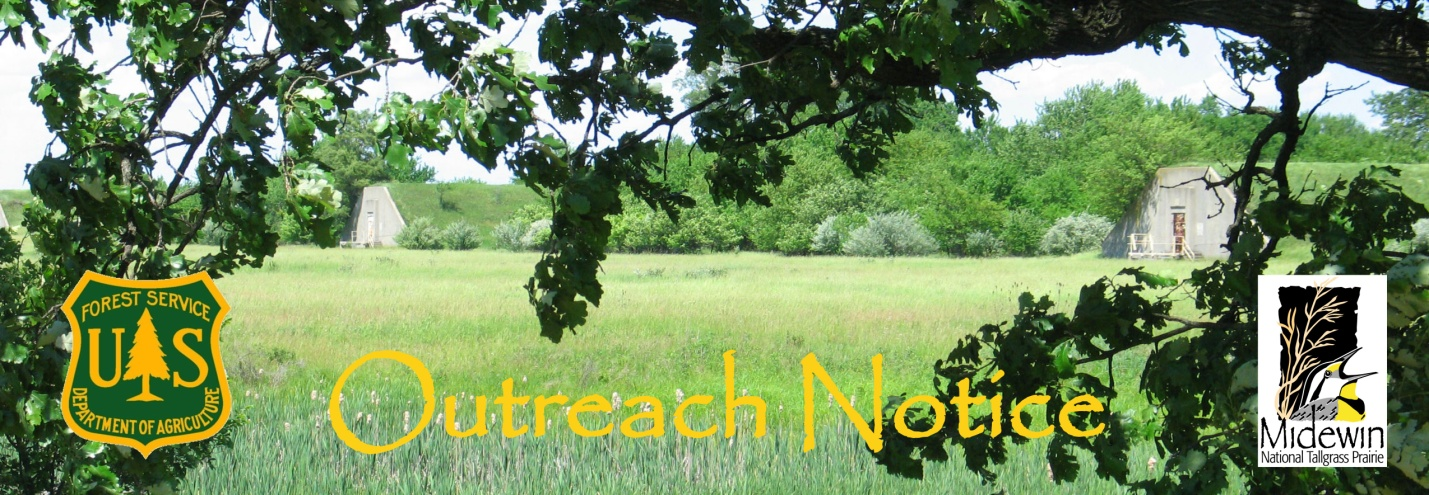 FOREST SERVICE
U S
DEPARTMENT OF AGRICULTURE
Outreach Notice
Midewin
National Tallgrass Prairie